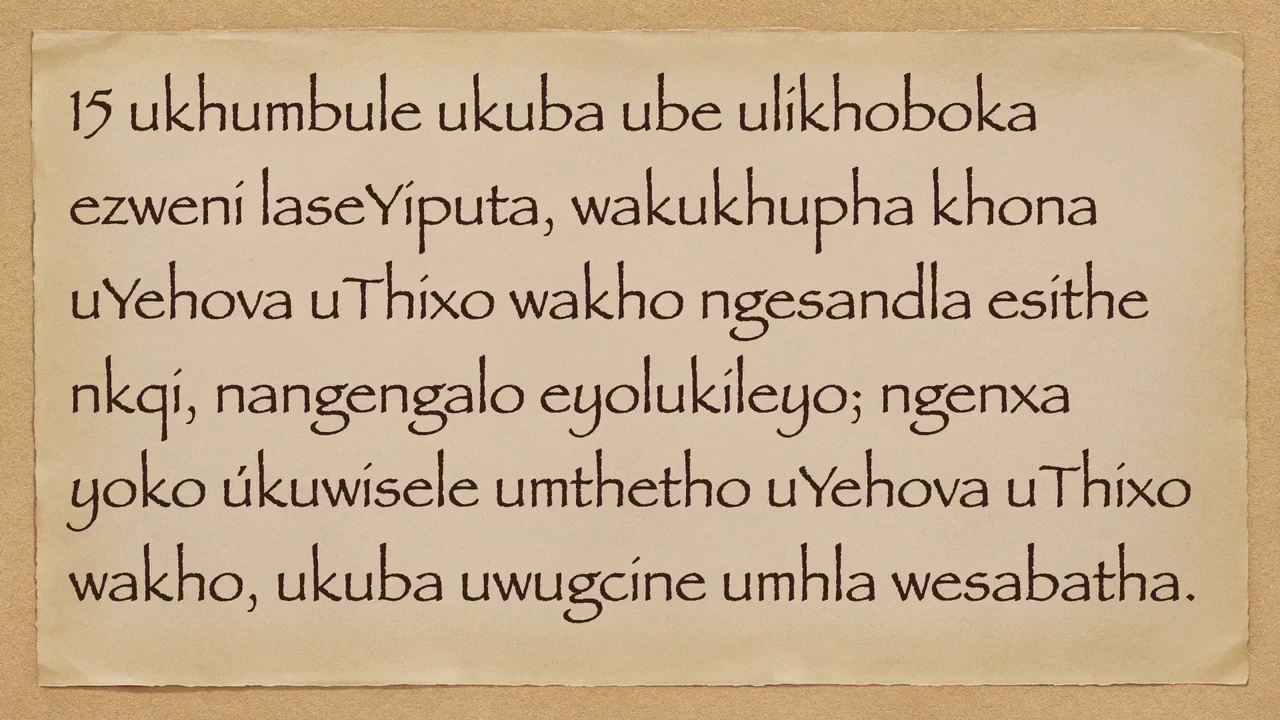 15 ukhumbule ukuba ube ulikhoboka
ezweni laseYiputa, wakukhupha khona
uYehova uThixo wakho ngesandla esithe
nkqi, nangengalo eyolukileyo; ngenxa
yoko úkuwisele umthetho uYehova uThixo
wakho, ukuba uwugcine umhla wesabatha.